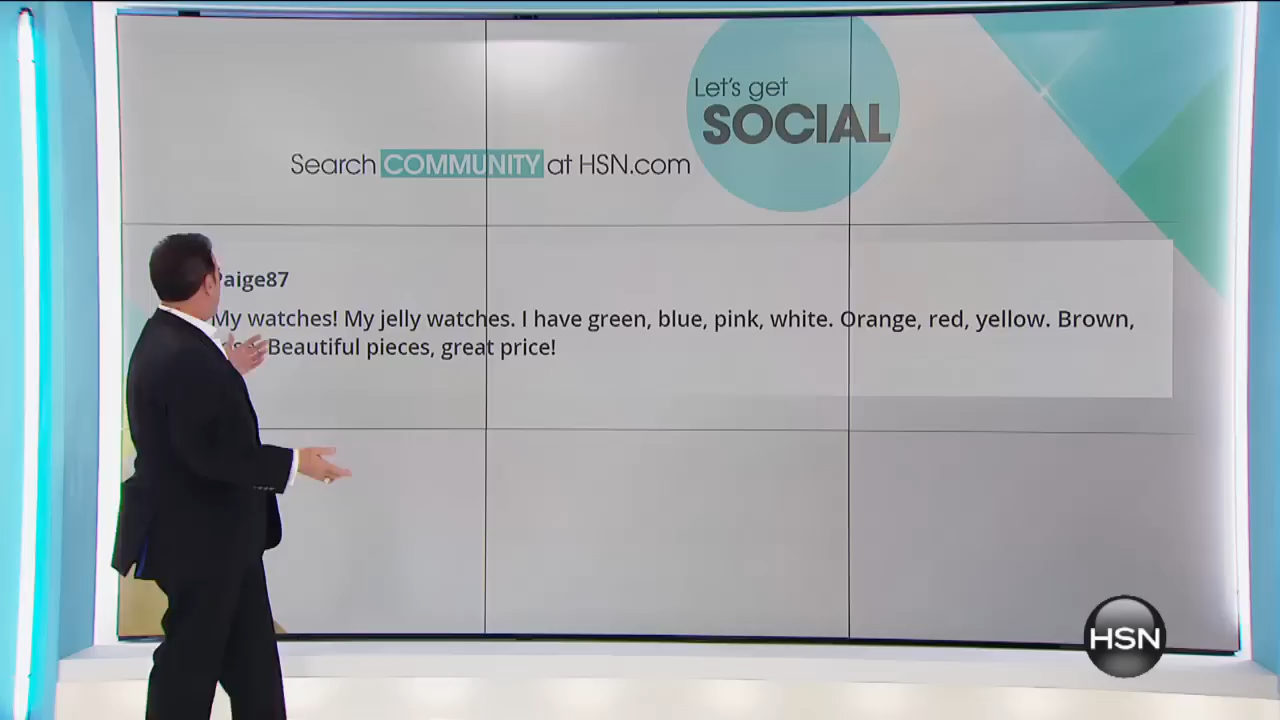 Let's get
SOCIAL
Search COMMUNITY at HSN.com
aige87
My watches! My jelly watches. I have green, blue, pink, white. Orange, red, yellow. Brown,
Beautiful pieces, great price!
HSN